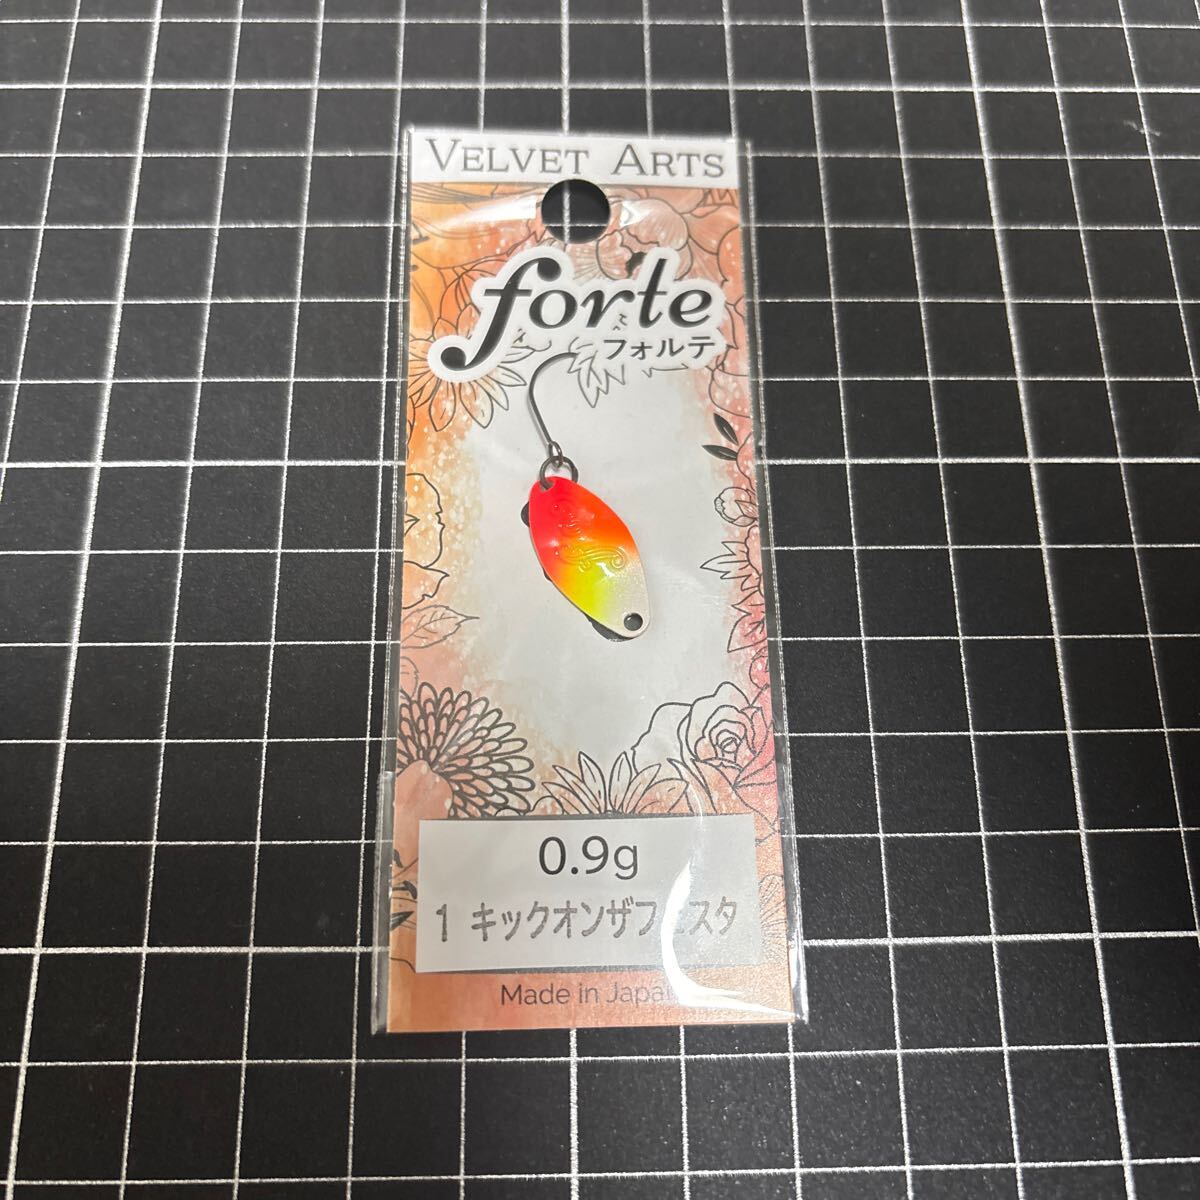 VELVET ARTS
forte
フォルテ
0.9g
1 キックオンザフェスタ
Made in Japan